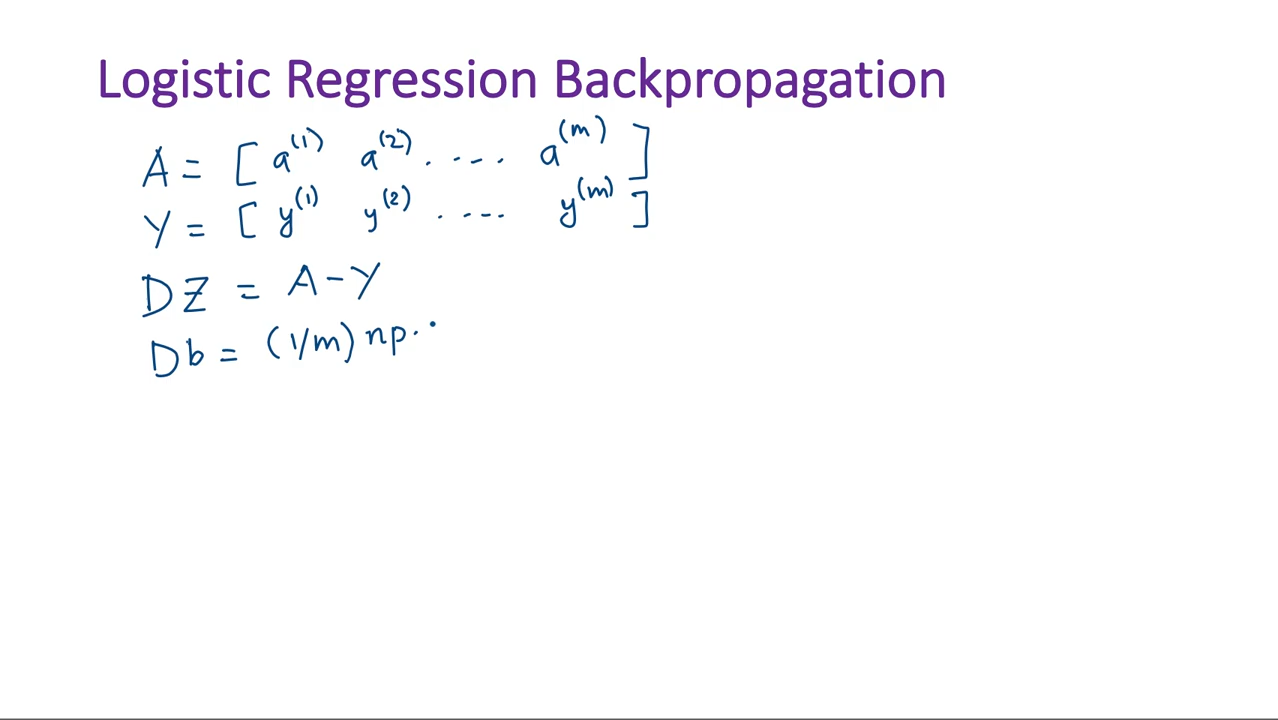 Logistic Regression Backpropagation
A = [ a^(1) a^(2) ..... a^(m) ]
Y = [ y^(1) y^(2) ..... y^(m) ]
DZ = A - Y
Db = (1/m) np.